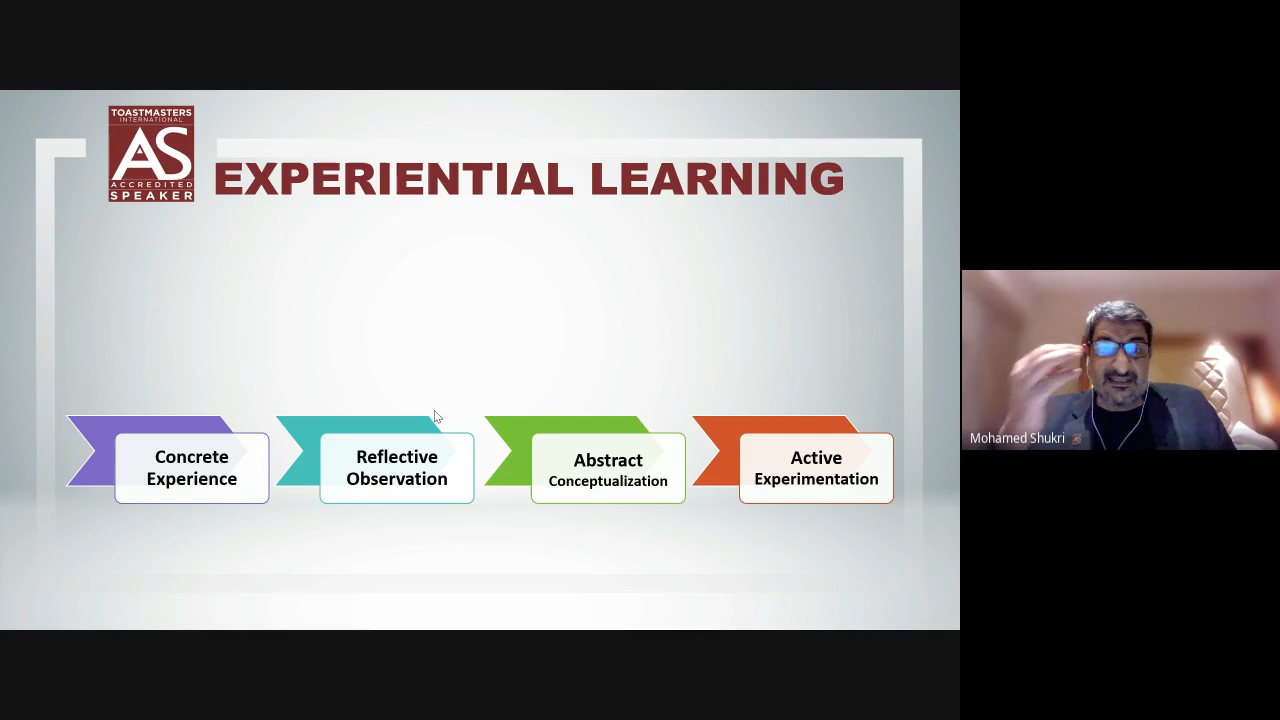 TOASTMASTERS
INTERNATIONAL
AS
ACCREDITED
SPEAKER
EXPERIENTIAL LEARNING
Concrete
Experience
Reflective
Observation
Abstract
Conceptualization
Active
Experimentation
Mohamed Shukri